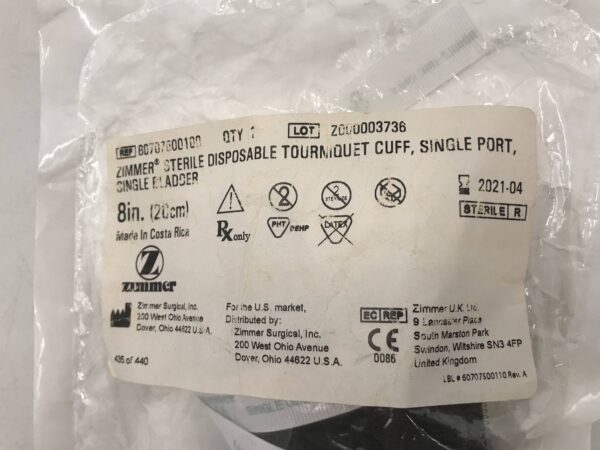 REF 60707500100 QTY 1 LOT Z000003736
ZIMMER® STERILE DISPOSABLE TOURNIQUET CUFF, SINGLE PORT,
SINGLE BLADDER
8in. (20cm)
2021-04
Made in Costa Rica
Rx only
2
STERILIZE
PHT DEHP
LATEX
STERILE R
Zimmer
Zimmer Surgical, Inc.
200 West Ohio Avenue
Dover, Ohio 44622 U.S.A.
435 of 440
For the U.S. market,
Distributed by:
Zimmer Surgical, Inc.
200 West Ohio Avenue
Dover, Ohio 44622 U.S.A.
EC REP
CE
0086
Zimmer U.K. Ltd.
9 Lancaster Place
South Marston Park
Swindon, Wiltshire SN3 4FP
United Kingdom
LBL # 60707500110 Rev. A
SINGLE